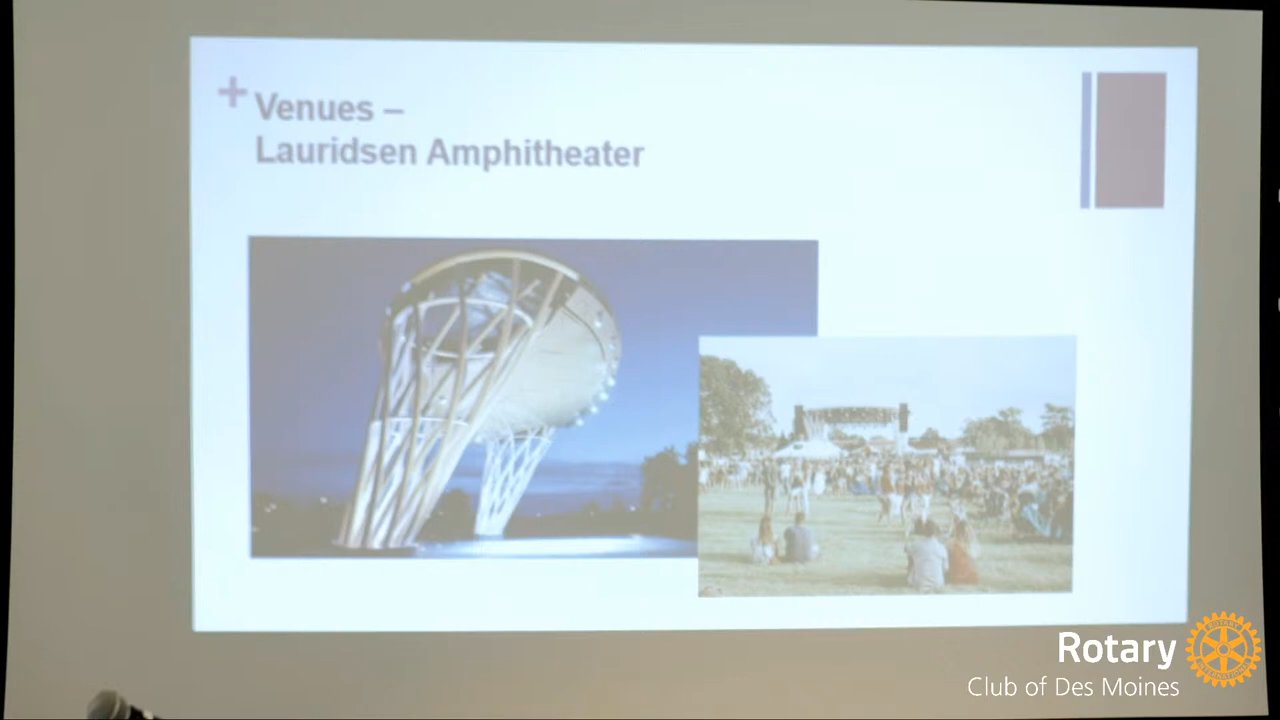 + Venues –
Lauridsen Amphitheater
Rotary
Club of Des Moines